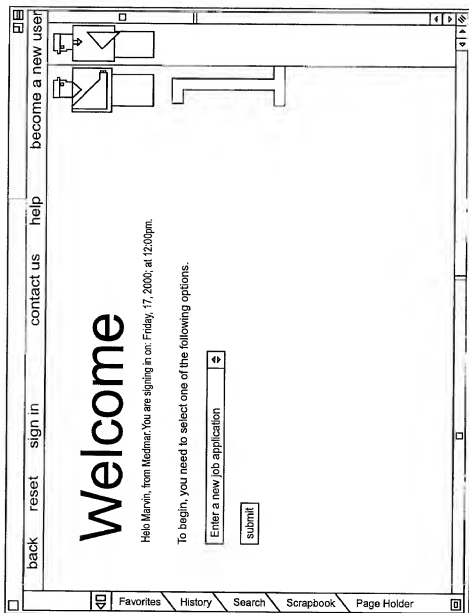 back reset sign in contact us help become a new user
Welcome
Helo Marvin, from Medmar.You are signing in on: Friday, 17, 2000; at 12:00pm.
To begin, you need to select one of the following options.
Enter a new job application
submit
Favorites
History
Search
Scrapbook
Page Holder